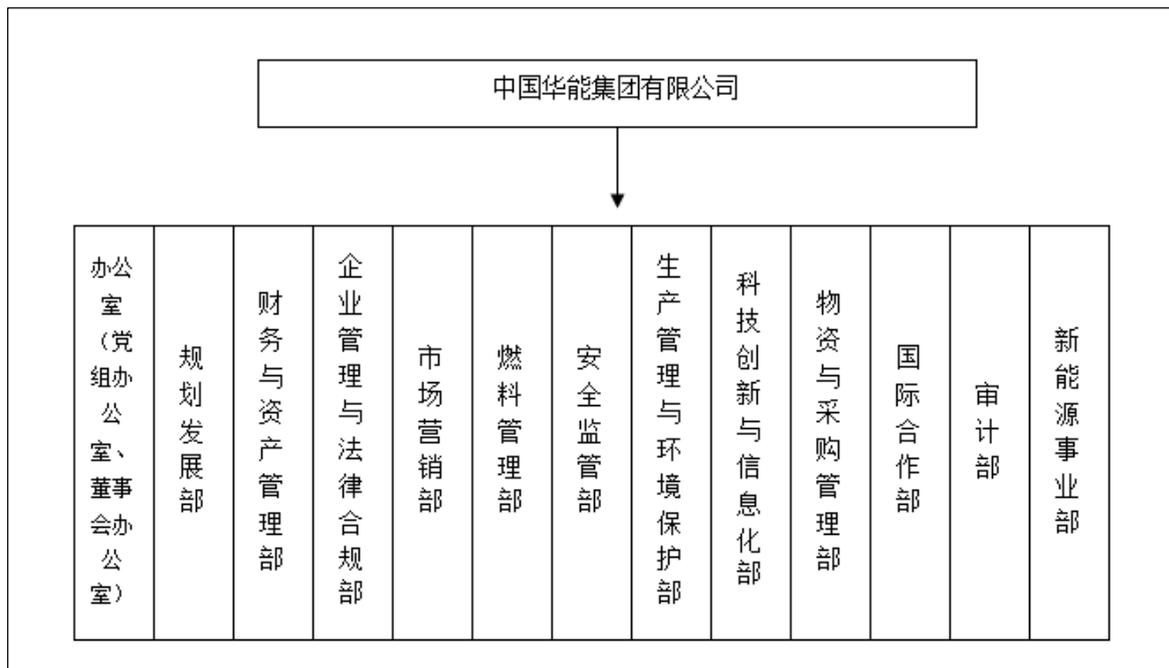 中国华能集团有限公司
办公
室
（党
组办
公
室、
董事
会办
公
室）
规划发展部
财务与资产管理部
企业管理与法律合规部
市场营销部
燃料管理部
安全监管部
生产管理与环境保护部
科技创新与信息化部
物资与采购管理部
国际合作部
审计部
新能源事业部